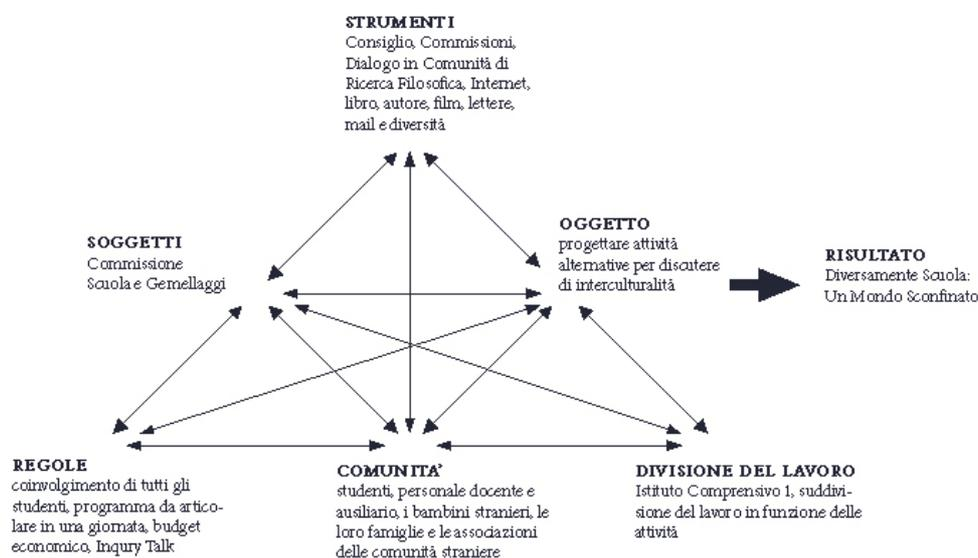 STRUMENTI
Consiglio, Commissioni,
Dialogo in Comunità di
Ricerca Filosofica, Internet,
libro, autore, film, lettere,
mail e diversità
SOGGETTI
Commissione
Scuola e Gemellaggi
OGGETTO
progettare attività
alternative per discutere
di interculturalità
RISULTATO
Diversamente Scuola:
Un Mondo Sconfinato
REGOLE
coinvolgimento di tutti gli
studenti, programma da artico-
lare in una giornata, budget
economico, Inqury Talk
COMUNITA'
studenti, personale docente e
ausiliario, i bambini stranieri, le
loro famiglie e le associazioni
delle comunità straniere
DIVISIONE DEL LAVORO
Istituto Comprensivo 1, suddivi-
sione del lavoro in funzione delle
attività